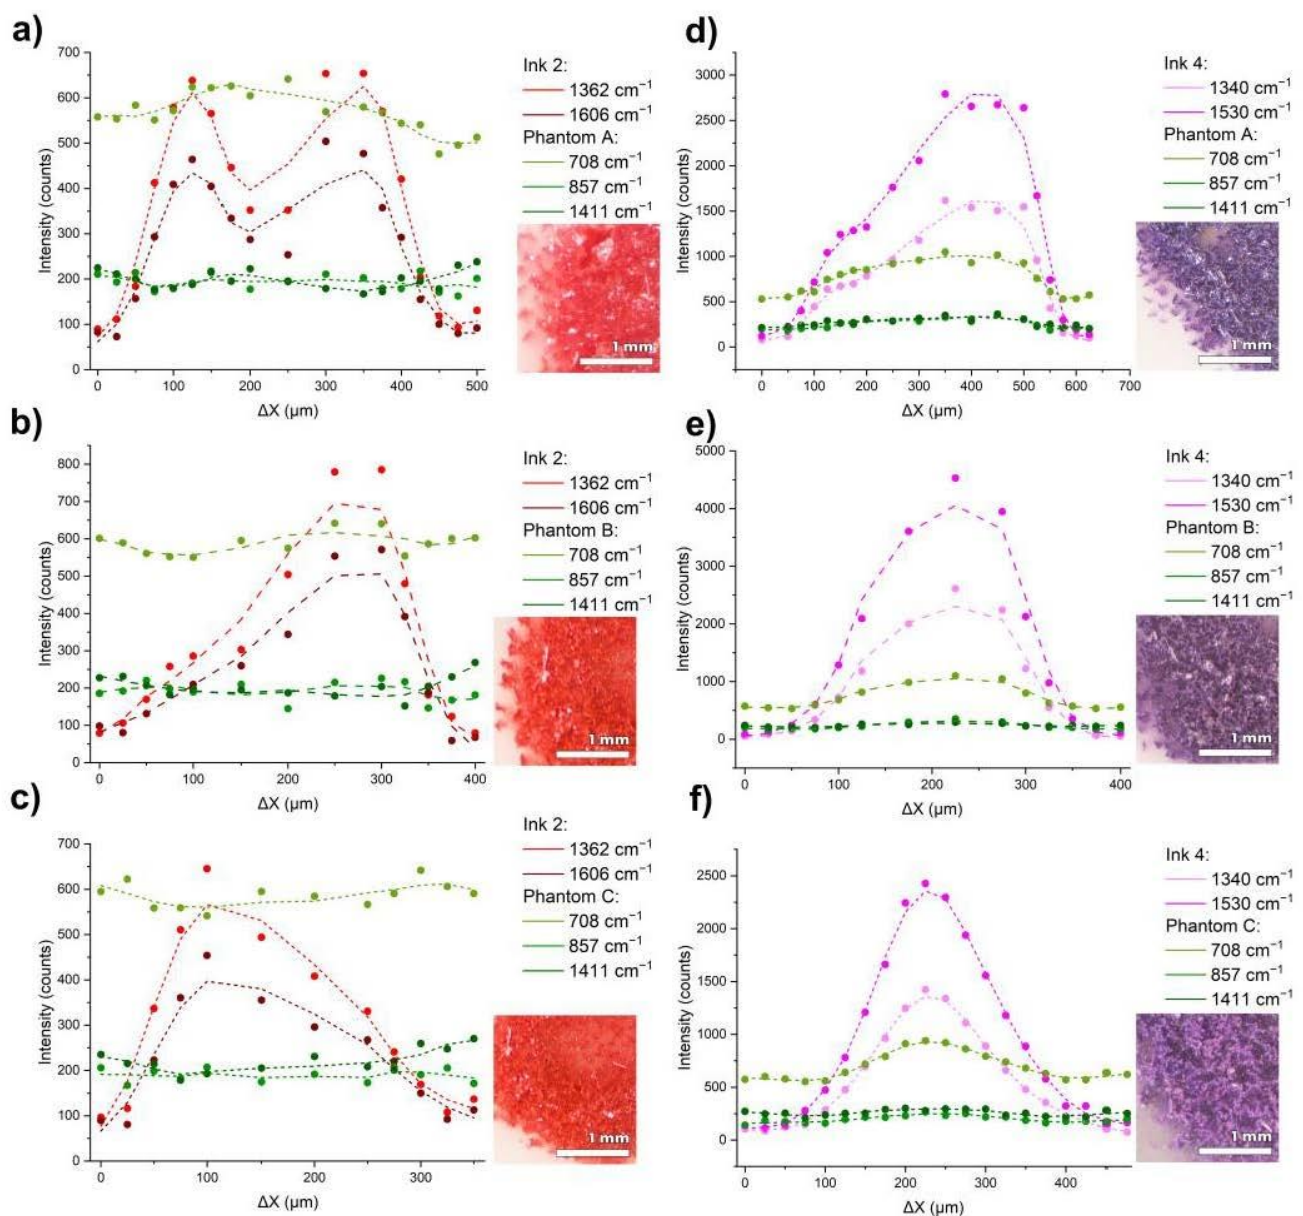 a)
700
600
500
400
300
200
100
0
Intensity (counts)
0 100 200 300 400 500
ΔX (µm)
Ink 2:
1362 cm⁻¹
1606 cm⁻¹
Phantom A:
708 cm⁻¹
857 cm⁻¹
1411 cm⁻¹
1 mm
d)
3000
2500
2000
1500
1000
500
0
Intensity (counts)
0 100 200 300 400 500 600 700
ΔX (µm)
Ink 4:
1340 cm⁻¹
1530 cm⁻¹
Phantom A:
708 cm⁻¹
857 cm⁻¹
1411 cm⁻¹
1 mm
b)
800
700
600
500
400
300
200
100
0
Intensity (counts)
0 100 200 300 400
ΔX (µm)
Ink 2:
1362 cm⁻¹
1606 cm⁻¹
Phantom B:
708 cm⁻¹
857 cm⁻¹
1411 cm⁻¹
1 mm
e)
5000
4000
3000
2000
1000
0
Intensity (counts)
0 100 200 300 400
ΔX (µm)
Ink 4:
1340 cm⁻¹
1530 cm⁻¹
Phantom B:
708 cm⁻¹
857 cm⁻¹
1411 cm⁻¹
1 mm
c)
700
600
500
400
300
200
100
0
Intensity (counts)
0 100 200 300
ΔX (µm)
Ink 2:
1362 cm⁻¹
1606 cm⁻¹
Phantom C:
708 cm⁻¹
857 cm⁻¹
1411 cm⁻¹
1 mm
f)
2500
2000
1500
1000
500
0
Intensity (counts)
0 100 200 300 400
ΔX (µm)
Ink 4:
1340 cm⁻¹
1530 cm⁻¹
Phantom C:
708 cm⁻¹
857 cm⁻¹
1411 cm⁻¹
1 mm